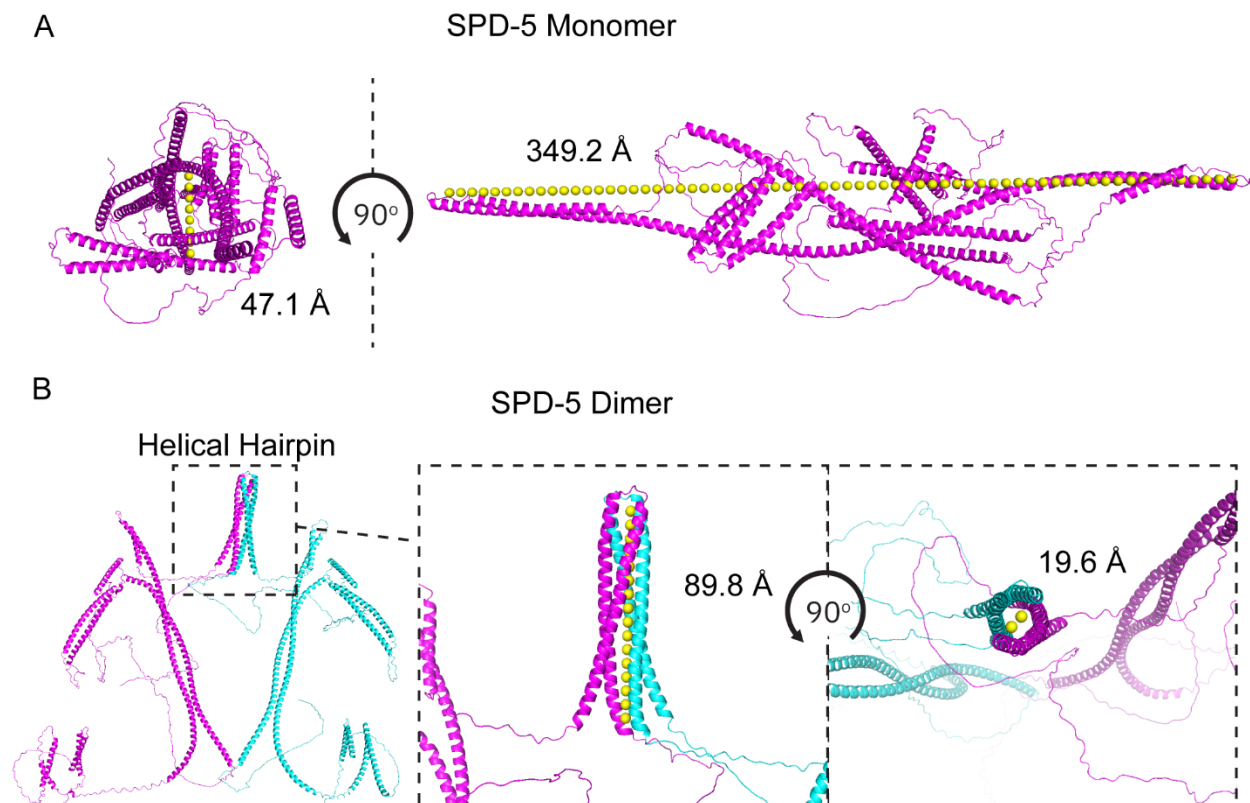 A
SPD-5 Monomer
349.2 Å
90°
47.1 Å
B
SPD-5 Dimer
Helical Hairpin
89.8 Å
90°
19.6 Å